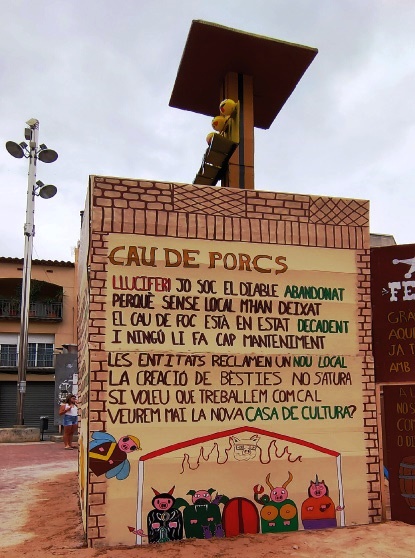 CAU DE PORCS
LLUCIFER! JO SOC EL DIABLE ABANDONAT
PERQUÈ SENSE LOCAL M'HAN DEIXAT
EL CAU DE FOC ESTÀ EN ESTAT DECADENT
I NINGÚ LI FA CAP MANTENIMENT
LES ENTITATS RECLAMEN UN NOU LOCAL
LA CREACIÓ DE BÈSTIES NO SATURA
SI VOLEU QUE TREBALLEM COM CAL
VEUREM MAI LA NOVA CASA DE CULTURA?